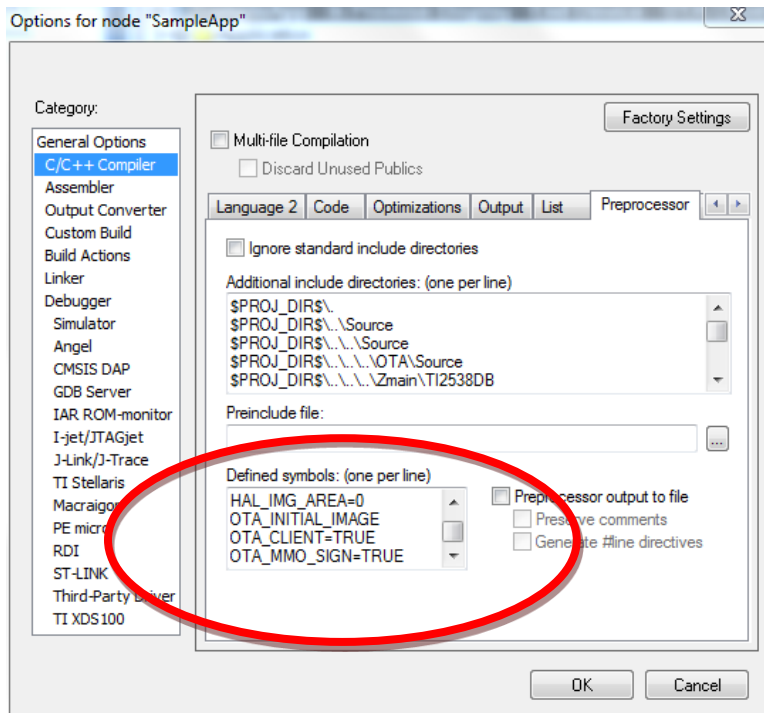 Options for node "SampleApp"
Category:
General Options
C/C++ Compiler
Assembler
Output Converter
Custom Build
Build Actions
Linker
Debugger
Simulator
Angel
CMSIS DAP
GDB Server
IAR ROM-monitor
I-jet/JTAGjet
J-Link/J-Trace
TI Stellaris
Macraigor
PE micro
RDI
ST-LINK
Third-Party Driver
TI XDS100
Factory Settings
Multi-file Compilation
Discard Unused Publics
Language 2 Code Optimizations Output List Preprocessor
Ignore standard include directories
Additional include directories: (one per line)
$PROJ_DIR$\.
$PROJ_DIR$\..\Source
$PROJ_DIR$\..\..\Source
$PROJ_DIR$\..\..\..\..\OTA\Source
$PROJ_DIR$\..\..\..\..\Zmain\TI2538DB
Preinclude file:
...
Defined symbols: (one per line)
HAL_IMG_AREA=0
OTA_INITIAL_IMAGE
OTA_CLIENT=TRUE
OTA_MMO_SIGN=TRUE
Preprocessor output to file
Preserve comments
Generate #line directives
OK Cancel